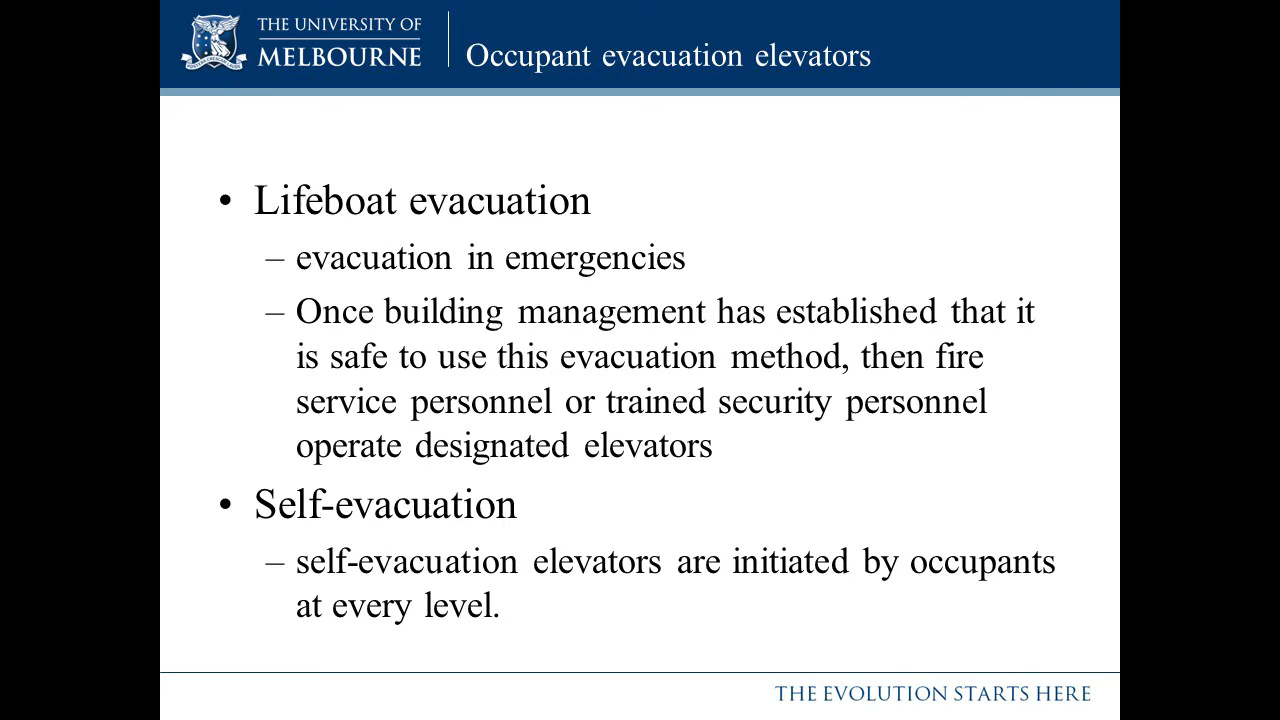 THE UNIVERSITY OF
MELBOURNE
Occupant evacuation elevators
• Lifeboat evacuation
– evacuation in emergencies
– Once building management has established that it
is safe to use this evacuation method, then fire
service personnel or trained security personnel
operate designated elevators
• Self-evacuation
– self-evacuation elevators are initiated by occupants
at every level.
THE EVOLUTION STARTS HERE